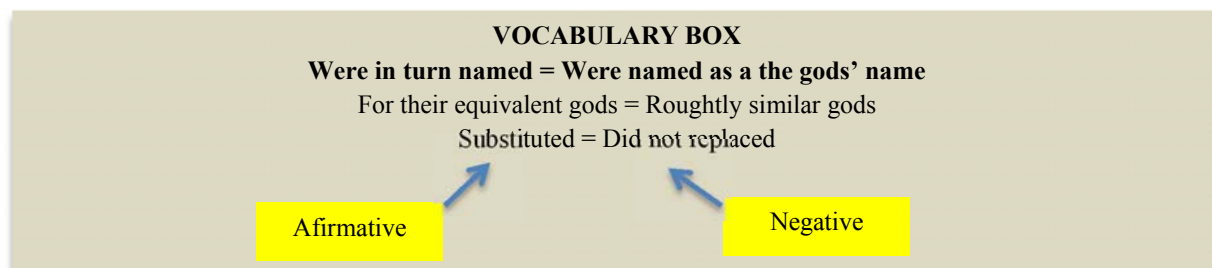 VOCABULARY BOX
Were in turn named = Were named as a the gods’ name
For their equivalent gods = Roughtly similar gods
Substituted = Did not replaced
Afirmative
Negative